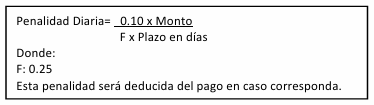 Penalidad Diaria= 0.10 x Monto
F x Plazo en días
Donde:
F: 0.25
Esta penalidad será deducida del pago en caso corresponda.